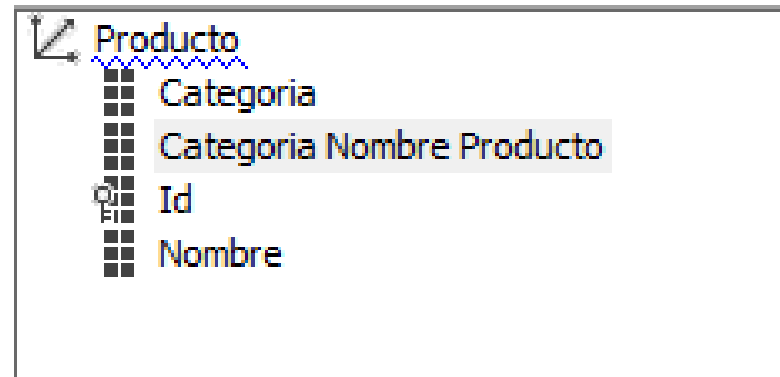 Producto
Categoria
Categoria Nombre Producto
Id
Nombre